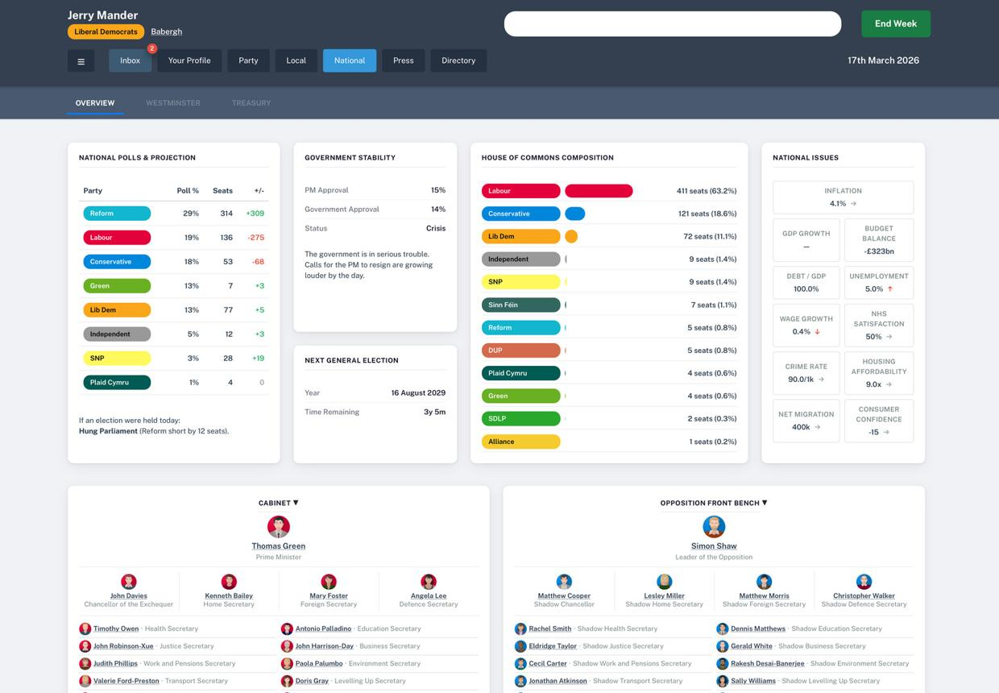 Jerry Mander
Liberal Democrats Babergh
End Week
☰ Inbox 2 Your Profile Party Local National Press Directory 17th March 2026
OVERVIEW WESTMINSTER TREASURY
NATIONAL POLLS & PROJECTION
Party Poll % Seats +/-
Reform 29% 314 +309
Labour 19% 136 -275
Conservative 18% 53 -68
Green 13% 7 +3
Lib Dem 13% 77 +5
Independent 5% 12 +3
SNP 3% 28 +19
Plaid Cymru 1% 4 0
If an election were held today:
Hung Parliament (Reform short by 12 seats).
GOVERNMENT STABILITY
PM Approval 15%
Government Approval 14%
Status Crisis
The government is in serious trouble.
Calls for the PM to resign are growing
louder by the day.
NEXT GENERAL ELECTION
Year 16 August 2029
Time Remaining 3y 5m
HOUSE OF COMMONS COMPOSITION
Labour 411 seats (63.2%)
Conservative 121 seats (18.6%)
Lib Dem 72 seats (11.1%)
Independent 9 seats (1.4%)
SNP 9 seats (1.4%)
Sinn Féin 7 seats (1.1%)
Reform 5 seats (0.8%)
DUP 5 seats (0.8%)
Plaid Cymru 4 seats (0.6%)
Green 4 seats (0.6%)
SDLP 2 seats (0.3%)
Alliance 1 seats (0.2%)
NATIONAL ISSUES
INFLATION
4.1% →
GDP GROWTH
—
BUDGET
BALANCE
-£323bn
DEBT / GDP
100.0%
UNEMPLOYMENT
5.0% ↑
WAGE GROWTH
0.4% ↓
NHS
SATISFACTION
50% →
CRIME RATE
90.0/1k →
HOUSING
AFFORDABILITY
9.0x →
NET MIGRATION
400k →
CONSUMER
CONFIDENCE
-15 →
CABINET ▼
Thomas Green
Prime Minister
John Davies
Chancellor of the Exchequer
Kenneth Bailey
Home Secretary
Mary Foster
Foreign Secretary
Angela Lee
Defence Secretary
Timothy Owen · Health Secretary
Antonio Palladino · Education Secretary
John Robinson-Xue · Justice Secretary
John Harrison-Day · Business Secretary
Judith Phillips · Work and Pensions Secretary
Paola Palumbo · Environment Secretary
Valerie Ford-Preston · Transport Secretary
Doris Gray · Levelling Up Secretary
OPPOSITION FRONT BENCH ▼
Simon Shaw
Leader of the Opposition
Matthew Cooper
Shadow Chancellor
Lesley Miller
Shadow Home Secretary
Matthew Morris
Shadow Foreign Secretary
Christopher Walker
Shadow Defence Secretary
Rachel Smith · Shadow Health Secretary
Dennis Matthews · Shadow Education Secretary
Eldridge Taylor · Shadow Justice Secretary
Gerald White · Shadow Business Secretary
Cecil Carter · Shadow Work and Pensions Secretary
Rakesh Desai-Banerjee · Shadow Environment Secretary
Jonathan Atkinson · Shadow Transport Secretary
Sally Williams · Shadow Levelling Up Secretary